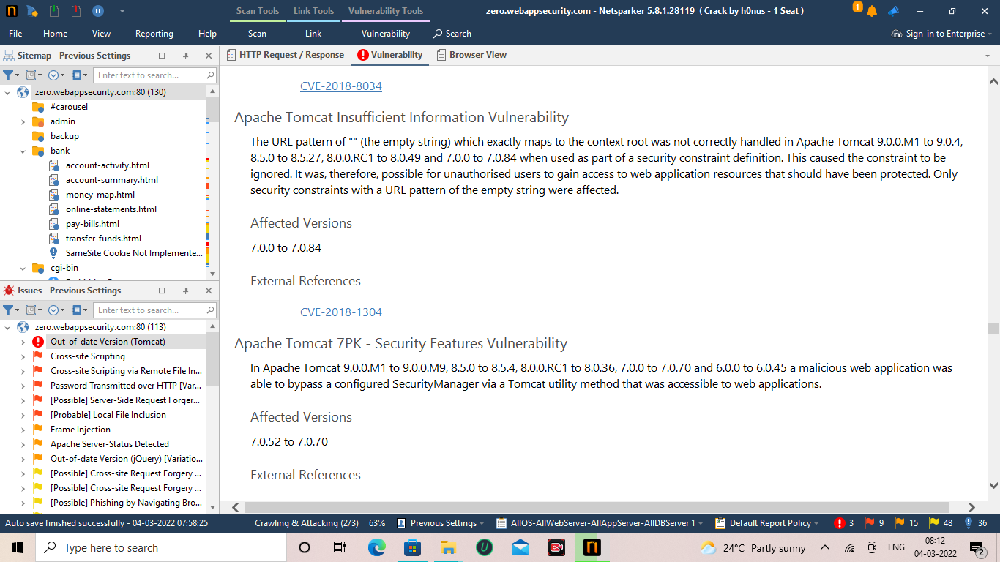 Scan Tools Link Tools Vulnerability Tools zero.webappsecurity.com - Netsparker 5.8.1.28119 ( Crack by h0nus - 1 Seat ) 1
File Home View Reporting Help Scan Link Vulnerability Search Sign-in to Enterprise
Sitemap - Previous Settings
Enter text to search...
zero.webappsecurity.com:80 (130)
#carousel
admin
backup
bank
account-activity.html
account-summary.html
money-map.html
online-statements.html
pay-bills.html
transfer-funds.html
SameSite Cookie Not Implemente...
cgi-bin
Issues - Previous Settings
Enter text to search...
zero.webappsecurity.com:80 (113)
Out-of-date Version (Tomcat)
Cross-site Scripting
Cross-site Scripting via Remote File In...
Password Transmitted over HTTP [Var...
[Possible] Server-Side Request Forger...
[Probable] Local File Inclusion
Frame Injection
Apache Server-Status Detected
Out-of-date Version (jQuery) [Variatio...
[Possible] Cross-site Request Forgery ...
[Possible] Cross-site Request Forgery ...
[Possible] Phishing by Navigating Bro...
HTTP Request / Response Vulnerability Browser View
CVE-2018-8034
Apache Tomcat Insufficient Information Vulnerability
The URL pattern of "" (the empty string) which exactly maps to the context root was not correctly handled in Apache Tomcat 9.0.0.M1 to 9.0.4,
8.5.0 to 8.5.27, 8.0.0.RC1 to 8.0.49 and 7.0.0 to 7.0.84 when used as part of a security constraint definition. This caused the constraint to be
ignored. It was, therefore, possible for unauthorised users to gain access to web application resources that should have been protected. Only
security constraints with a URL pattern of the empty string were affected.
Affected Versions
7.0.0 to 7.0.84
External References
CVE-2018-1304
Apache Tomcat 7PK - Security Features Vulnerability
In Apache Tomcat 9.0.0.M1 to 9.0.0.M9, 8.5.0 to 8.5.4, 8.0.0.RC1 to 8.0.36, 7.0.0 to 7.0.70 and 6.0.0 to 6.0.45 a malicious web application was
able to bypass a configured SecurityManager via a Tomcat utility method that was accessible to web applications.
Affected Versions
7.0.52 to 7.0.70
External References
Auto save finished successfully - 04-03-2022 07:58:25 Crawling & Attacking (2/3) 63% Previous Settings AllOS-AllWebServer-AllAppServer-AllDBServer 1 Default Report Policy 3 9 15 48 36
Type here to search 24°C Partly sunny ENG 08:12
04-03-2022 2